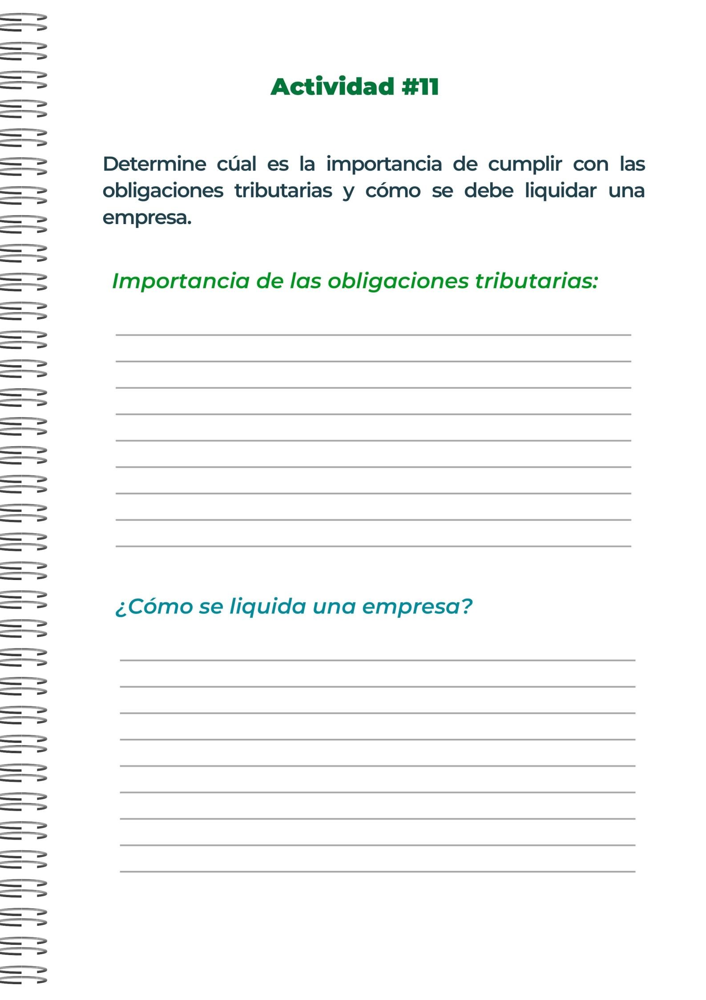 Actividad #11
Determine cúal es la importancia de cumplir con las
obligaciones tributarias y cómo se debe liquidar una
empresa.
Importancia de las obligaciones tributarias:
¿Cómo se liquida una empresa?